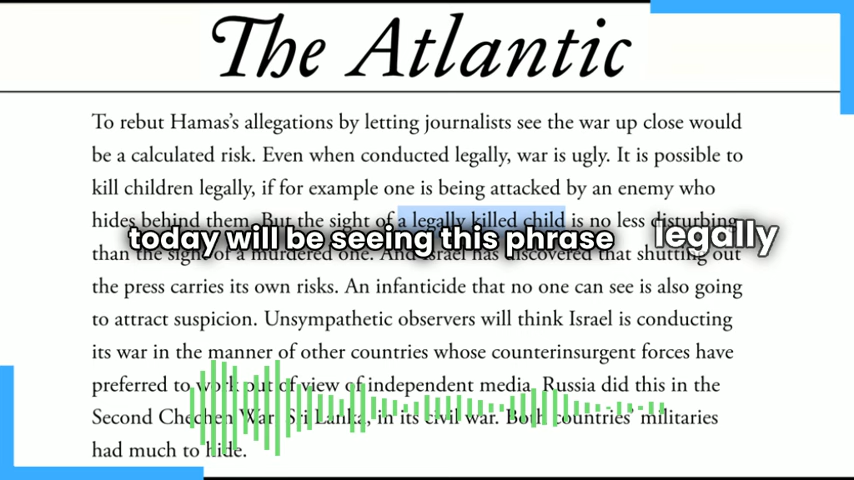 The Atlantic
To rebut Hamas's allegations by letting journalists see the war up close would
be a calculated risk. Even when conducted legally, war is ugly. It is possible to
kill children legally, if for example one is being attacked by an enemy who
hides behind them. But the sight of a legally killed child is no less disturbing
today will be seeing this phrase legally
than the sight of a murdered one. And Israel has discovered that shutting out
the press carries its own risks. An infanticide that no one can see is also going
to attract suspicion. Unsympathetic observers will think Israel is conducting
its war in the manner of other countries whose counterinsurgent forces have
preferred to work out of view of independent media. Russia did this in the
Second Chechen War, Sri Lanka, in its civil war. Both countries' militaries
had much to hide.